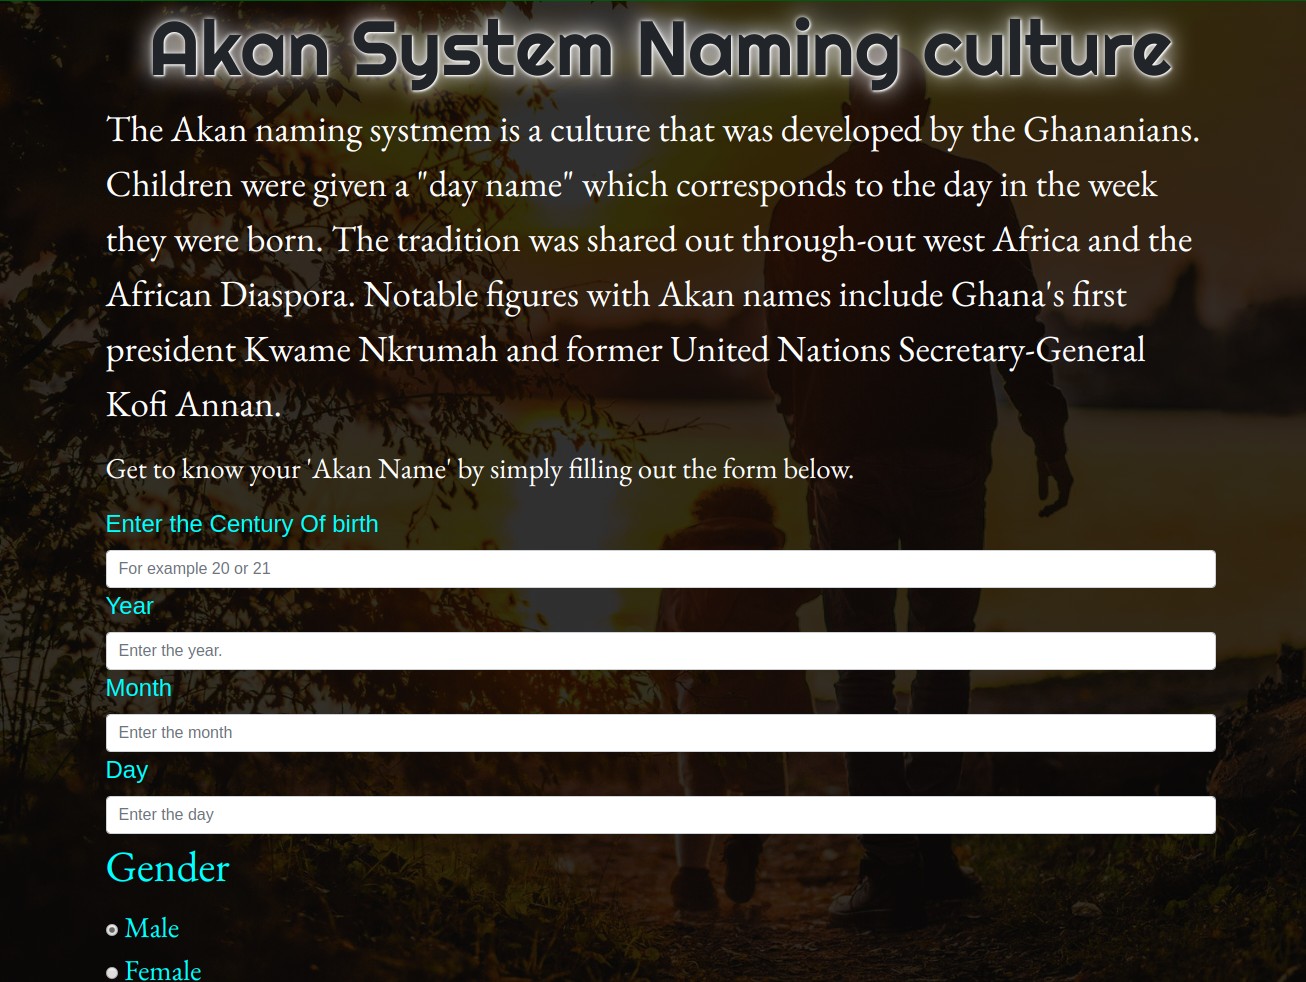 Akan System Naming culture
The Akan naming systmem is a culture that was developed by the Ghananians.
Children were given a "day name" which corresponds to the day in the week
they were born. The tradition was shared out through-out west Africa and the
African Diaspora. Notable figures with Akan names include Ghana's first
president Kwame Nkrumah and former United Nations Secretary-General
Kofi Annan.
Get to know your 'Akan Name' by simply filling out the form below.
Enter the Century Of birth
For example 20 or 21
Year
Enter the year.
Month
Enter the month
Day
Enter the day
Gender
Male
Female